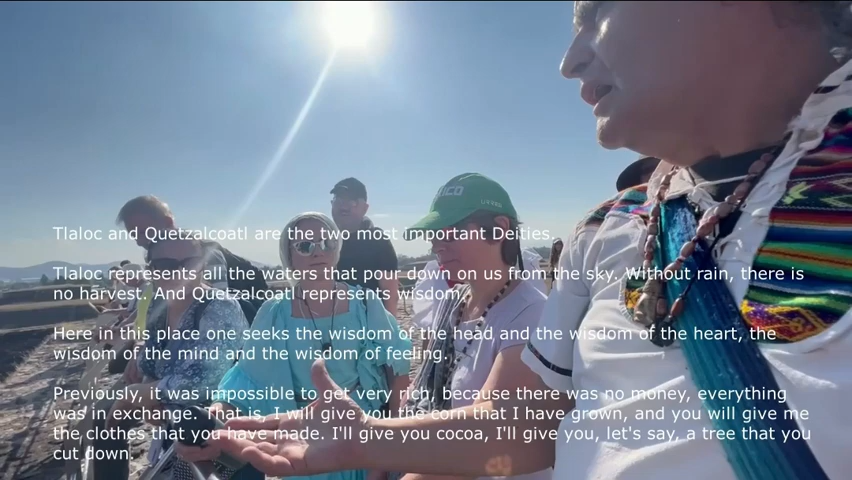 MEXICO
Tlaloc and Quetzalcoatl are the two most important Deities.
Tlaloc represents all the waters that pour down on us from the sky. Without rain, there is
no harvest. And Quetzalcoatl represents wisdom.
Here in this place one seeks the wisdom of the head and the wisdom of the heart, the
wisdom of the mind and the wisdom of feeling.
Previously, it was impossible to get very rich, because there was no money, everything
was in exchange. That is, I will give you the corn that I have grown, and you will give me
the clothes that you have made. I'll give you cocoa, I'll give you, let's say, a tree that you
cut down.